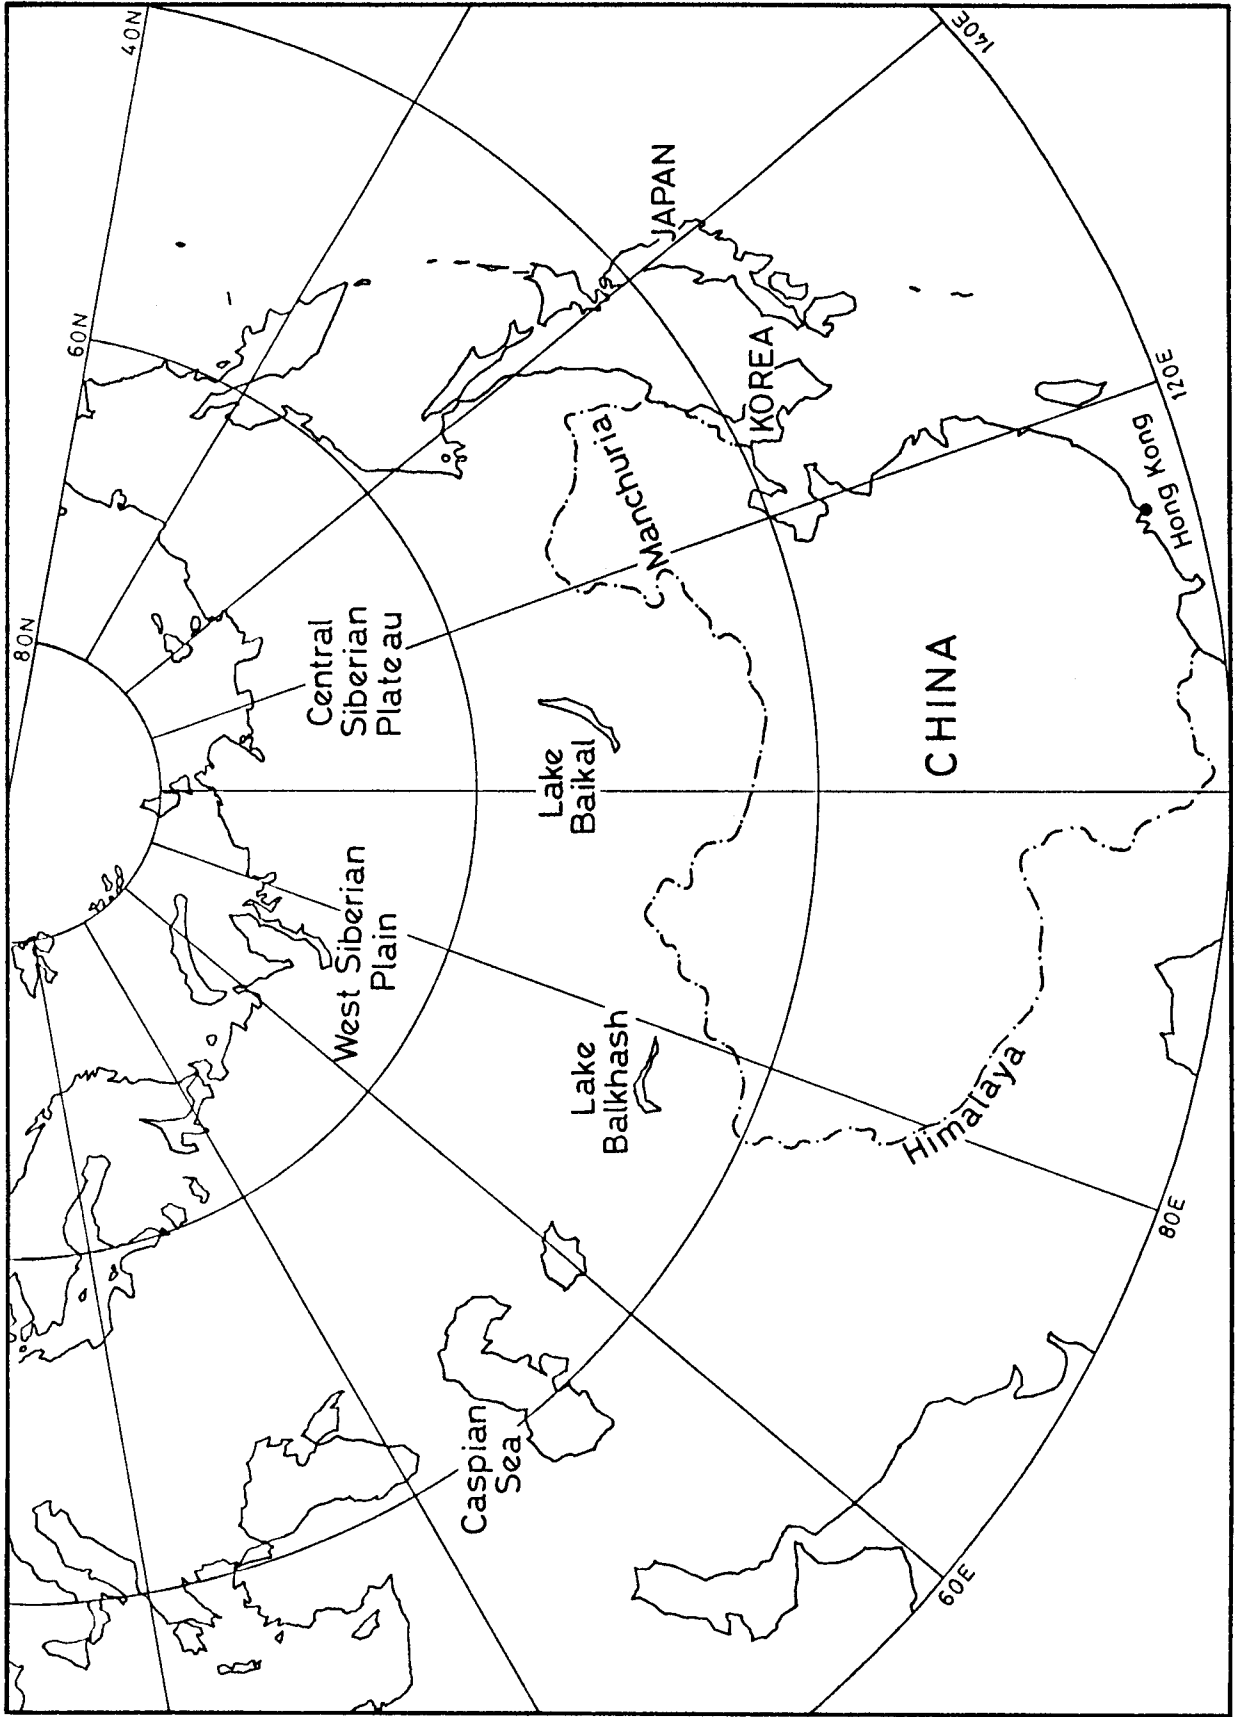 40N
140E
60N
80N
JAPAN
KOREA
Manchuria
120E
Hong Kong
Central
Siberian
Plateau
Lake
Baikal
CHINA
West Siberian
Plain
Lake
Balkhash
Himalaya
80E
Caspian
Sea
60E